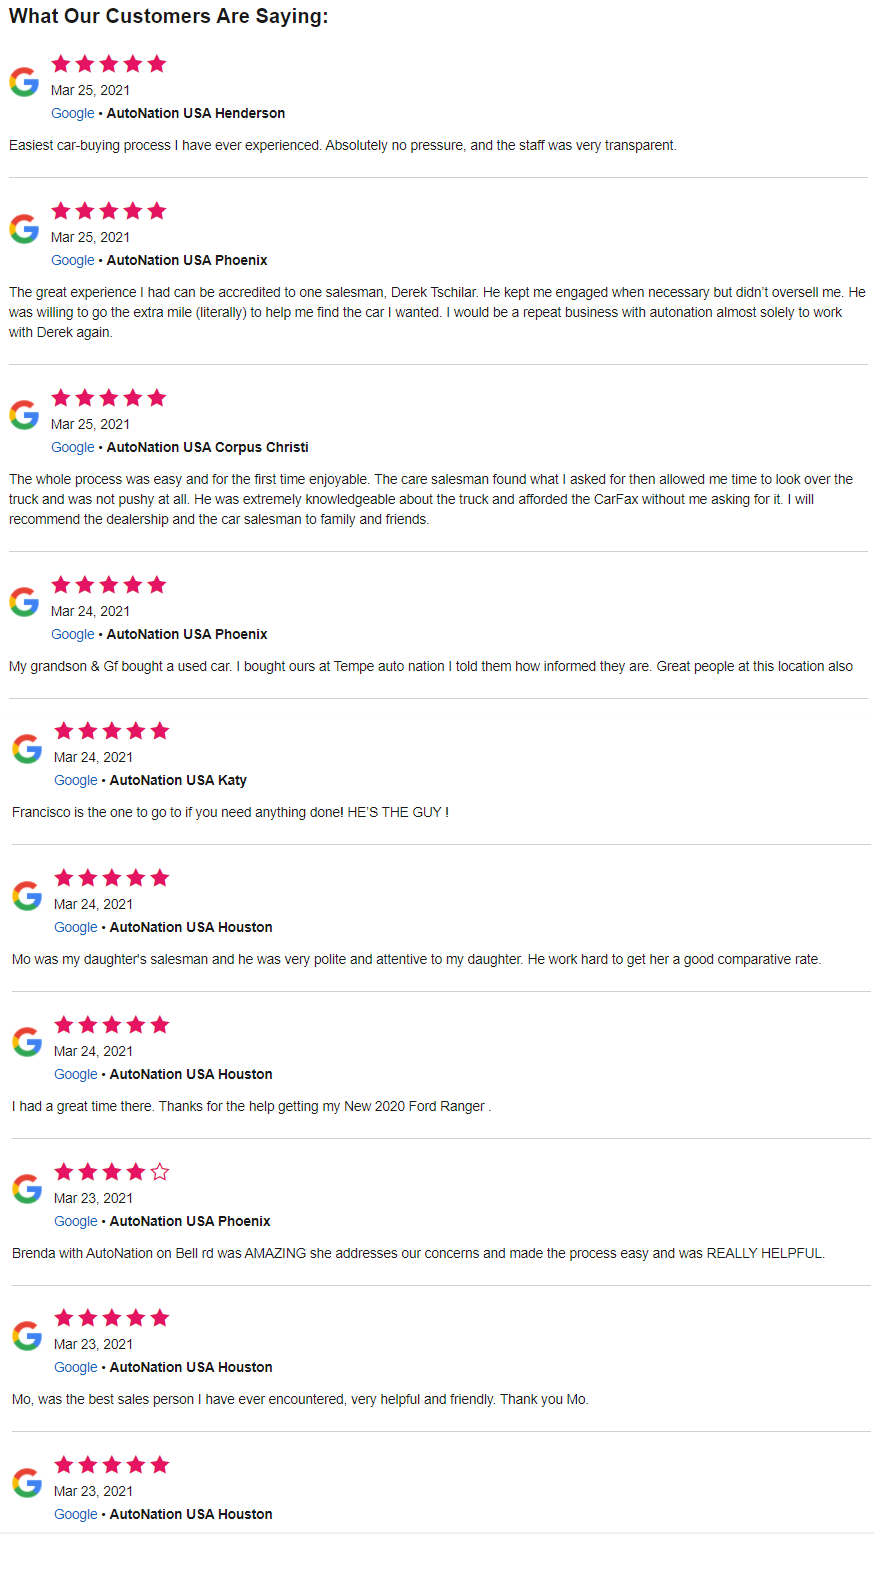 What Our Customers Are Saying:
Mar 25, 2021
Google • AutoNation USA Henderson
Easiest car-buying process I have ever experienced. Absolutely no pressure, and the staff was very transparent.
Mar 25, 2021
Google • AutoNation USA Phoenix
The great experience I had can be accredited to one salesman, Derek Tschilar. He kept me engaged when necessary but didn’t oversell me. He
was willing to go the extra mile (literally) to help me find the car I wanted. I would be a repeat business with autonation almost solely to work
with Derek again.
Mar 25, 2021
Google • AutoNation USA Corpus Christi
The whole process was easy and for the first time enjoyable. The care salesman found what I asked for then allowed me time to look over the
truck and was not pushy at all. He was extremely knowledgeable about the truck and afforded the CarFax without me asking for it. I will
recommend the dealership and the car salesman to family and friends.
Mar 24, 2021
Google • AutoNation USA Phoenix
My grandson & Gf bought a used car. I bought ours at Tempe auto nation I told them how informed they are. Great people at this location also
Mar 24, 2021
Google • AutoNation USA Katy
Francisco is the one to go to if you need anything done! HE’S THE GUY !
Mar 24, 2021
Google • AutoNation USA Houston
Mo was my daughter's salesman and he was very polite and attentive to my daughter. He work hard to get her a good comparative rate.
Mar 24, 2021
Google • AutoNation USA Houston
I had a great time there. Thanks for the help getting my New 2020 Ford Ranger .
Mar 23, 2021
Google • AutoNation USA Phoenix
Brenda with AutoNation on Bell rd was AMAZING she addresses our concerns and made the process easy and was REALLY HELPFUL.
Mar 23, 2021
Google • AutoNation USA Houston
Mo, was the best sales person I have ever encountered, very helpful and friendly. Thank you Mo.
Mar 23, 2021
Google • AutoNation USA Houston